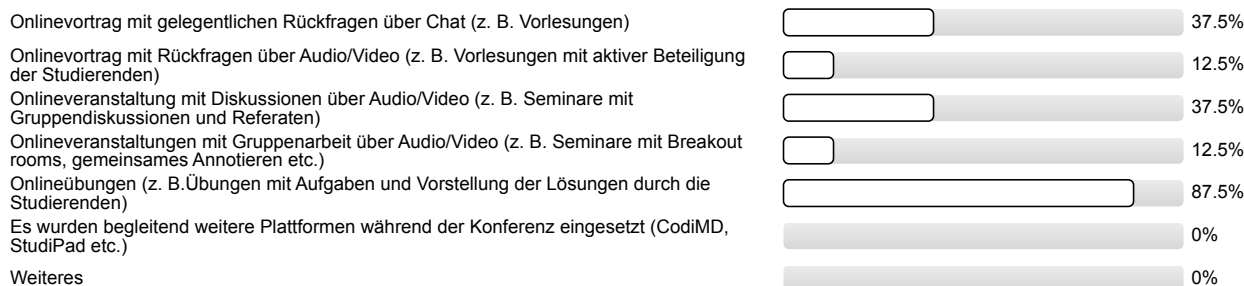 Onlinevortrag mit gelegentlichen Rückfragen über Chat (z. B. Vorlesungen) 37.5%
Onlinevortrag mit Rückfragen über Audio/Video (z. B. Vorlesungen mit aktiver Beteiligung
der Studierenden) 12.5%
Onlineveranstaltung mit Diskussionen über Audio/Video (z. B. Seminare mit
Gruppendiskussionen und Referaten) 37.5%
Onlineveranstaltungen mit Gruppenarbeit über Audio/Video (z. B. Seminare mit Breakout
rooms, gemeinsames Annotieren etc.) 12.5%
Onlineübungen (z. B.Übungen mit Aufgaben und Vorstellung der Lösungen durch die
Studierenden) 87.5%
Es wurden begleitend weitere Plattformen während der Konferenz eingesetzt (CodiMD,
StudiPad etc.) 0%
Weiteres 0%